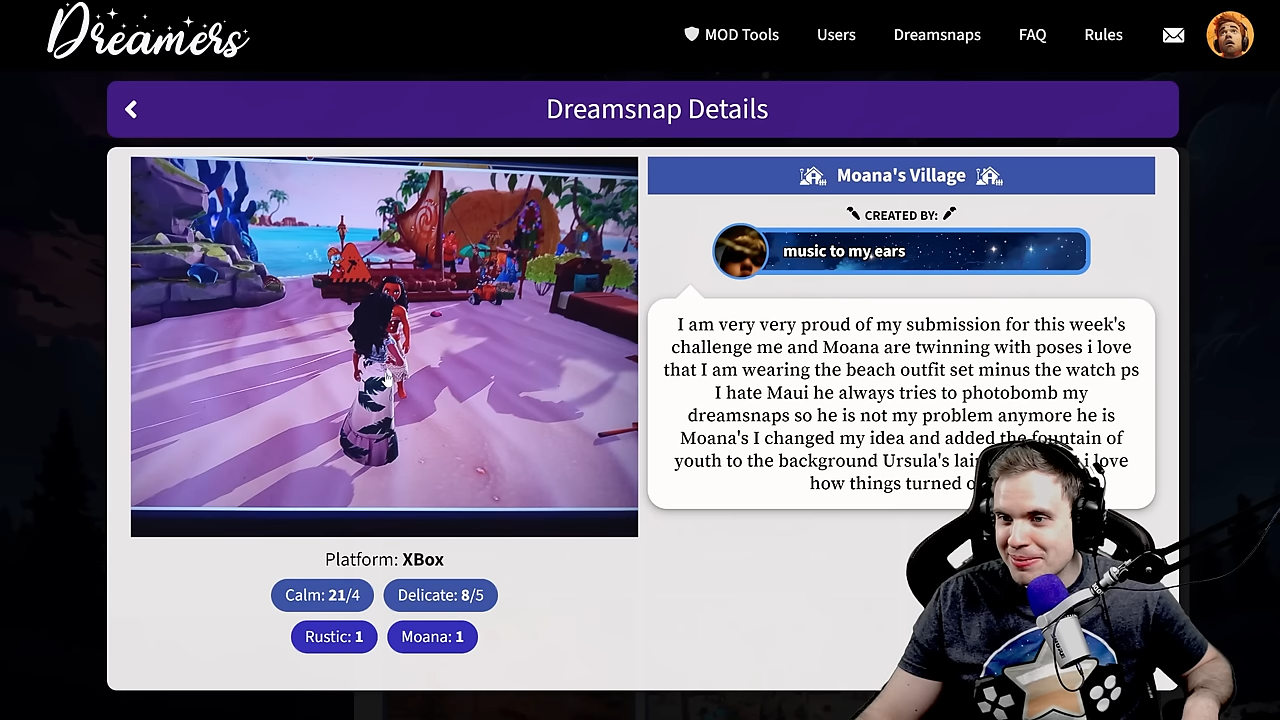 Dreamers
MOD Tools
Users
Dreamsnaps
FAQ
Rules
Dreamsnap Details
Moana's Village
CREATED BY:
music to my ears
I am very very proud of my submission for this week's
challenge me and Moana are twinning with poses i love
that I am wearing the beach outfit set minus the watch ps
I hate Maui he always tries to photobomb my
dreamsnaps so he is not my problem anymore he is
Moana's I changed my idea and added the fountain of
youth to the background Ursula's i love
how things turned
Platform: XBox
Calm: 21/4
Delicate: 8/5
Rustic: 1
Moana: 1